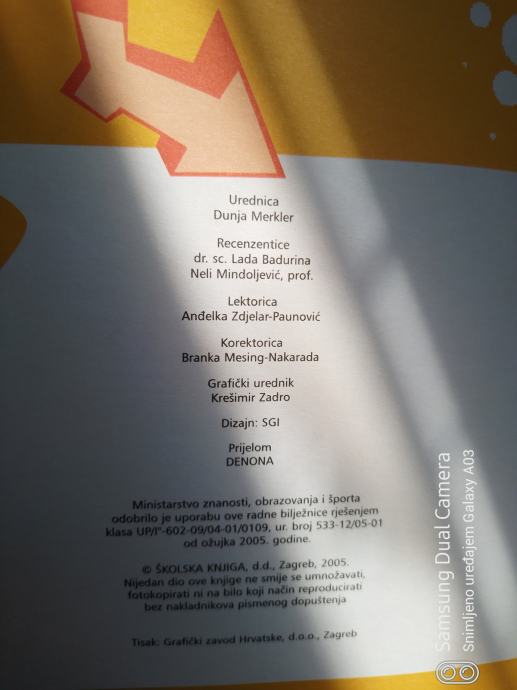 Urednica
Dunja Merkler
Recenzentice
dr. sc. Lada Badurina
Neli Mindoljević, prof.
Lektorica
Anđelka Zdjelar-Paunović
Korektorica
Branka Mesing-Nakarada
Grafički urednik
Krešimir Zadro
Dizajn: SGI
Prijelom
DENONA
Ministarstvo znanosti, obrazovanja i športa
odobrilo je uporabu ove radne bilježnice rješenjem
klasa UP/I°-602-09/04-01/0109, ur. broj 533-12/05-01
od ožujka 2005. godine.
© ŠKOLSKA KNJIGA, d.d., Zagreb, 2005.
Nijedan dio ove knjige ne smije se umnožavati,
fotokopirati ni na bilo koji način reproducirati
bez nakladnikova pismenog dopuštenja
Tisak: Grafički zavod Hrvatske, d.o.o., Zagreb
Samsung Dual Camera
Snimljeno uređajem Galaxy A03